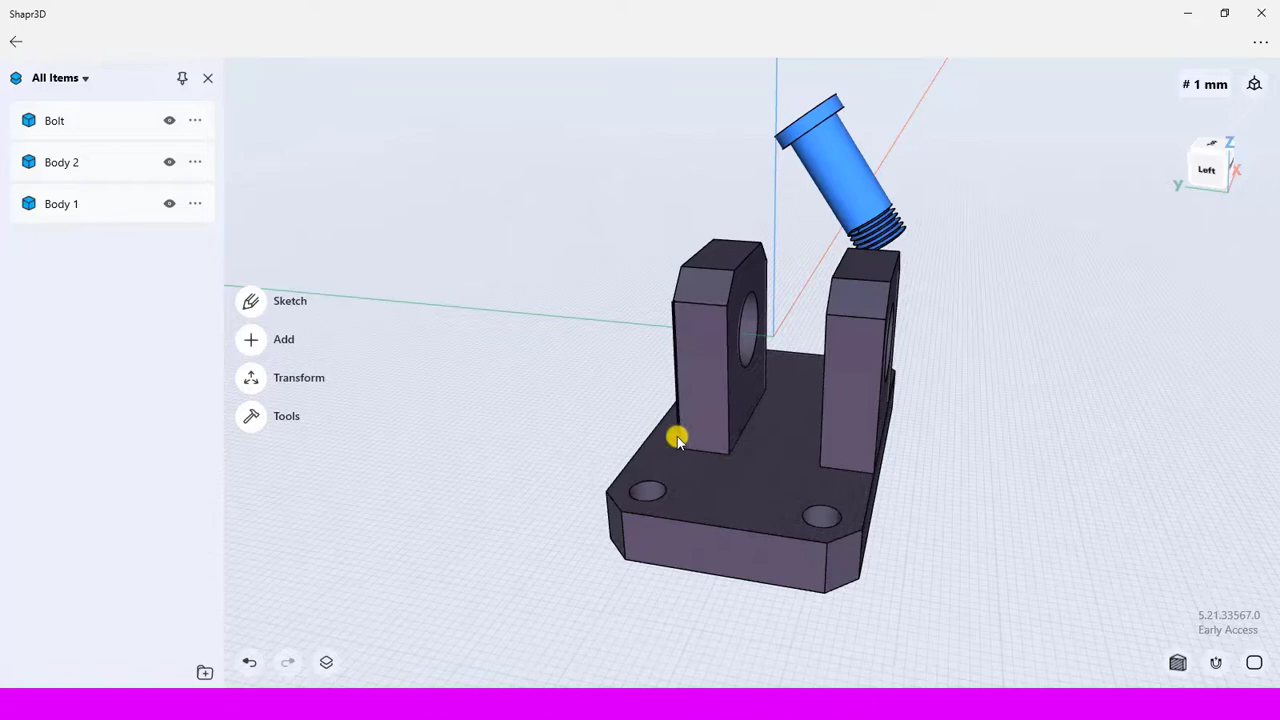 Shapr3D
All Items
Bolt
Body 2
Body 1
Sketch
Add
Transform
Tools
# 1 mm
Z
Left
X
Y
5.21.33567.0
Early Access